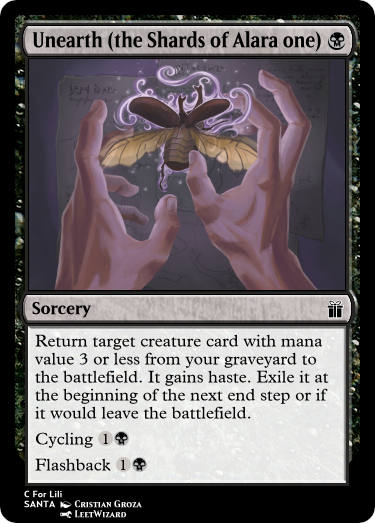 Unearth (the Shards of Alara one)
Sorcery
Return target creature card with mana
value 3 or less from your graveyard to
the battlefield. It gains haste. Exile it at
the beginning of the next end step or if
it would leave the battlefield.
Cycling 1
Flashback 1
C For Lili
SANTA Cristian Groza
LeetWizard